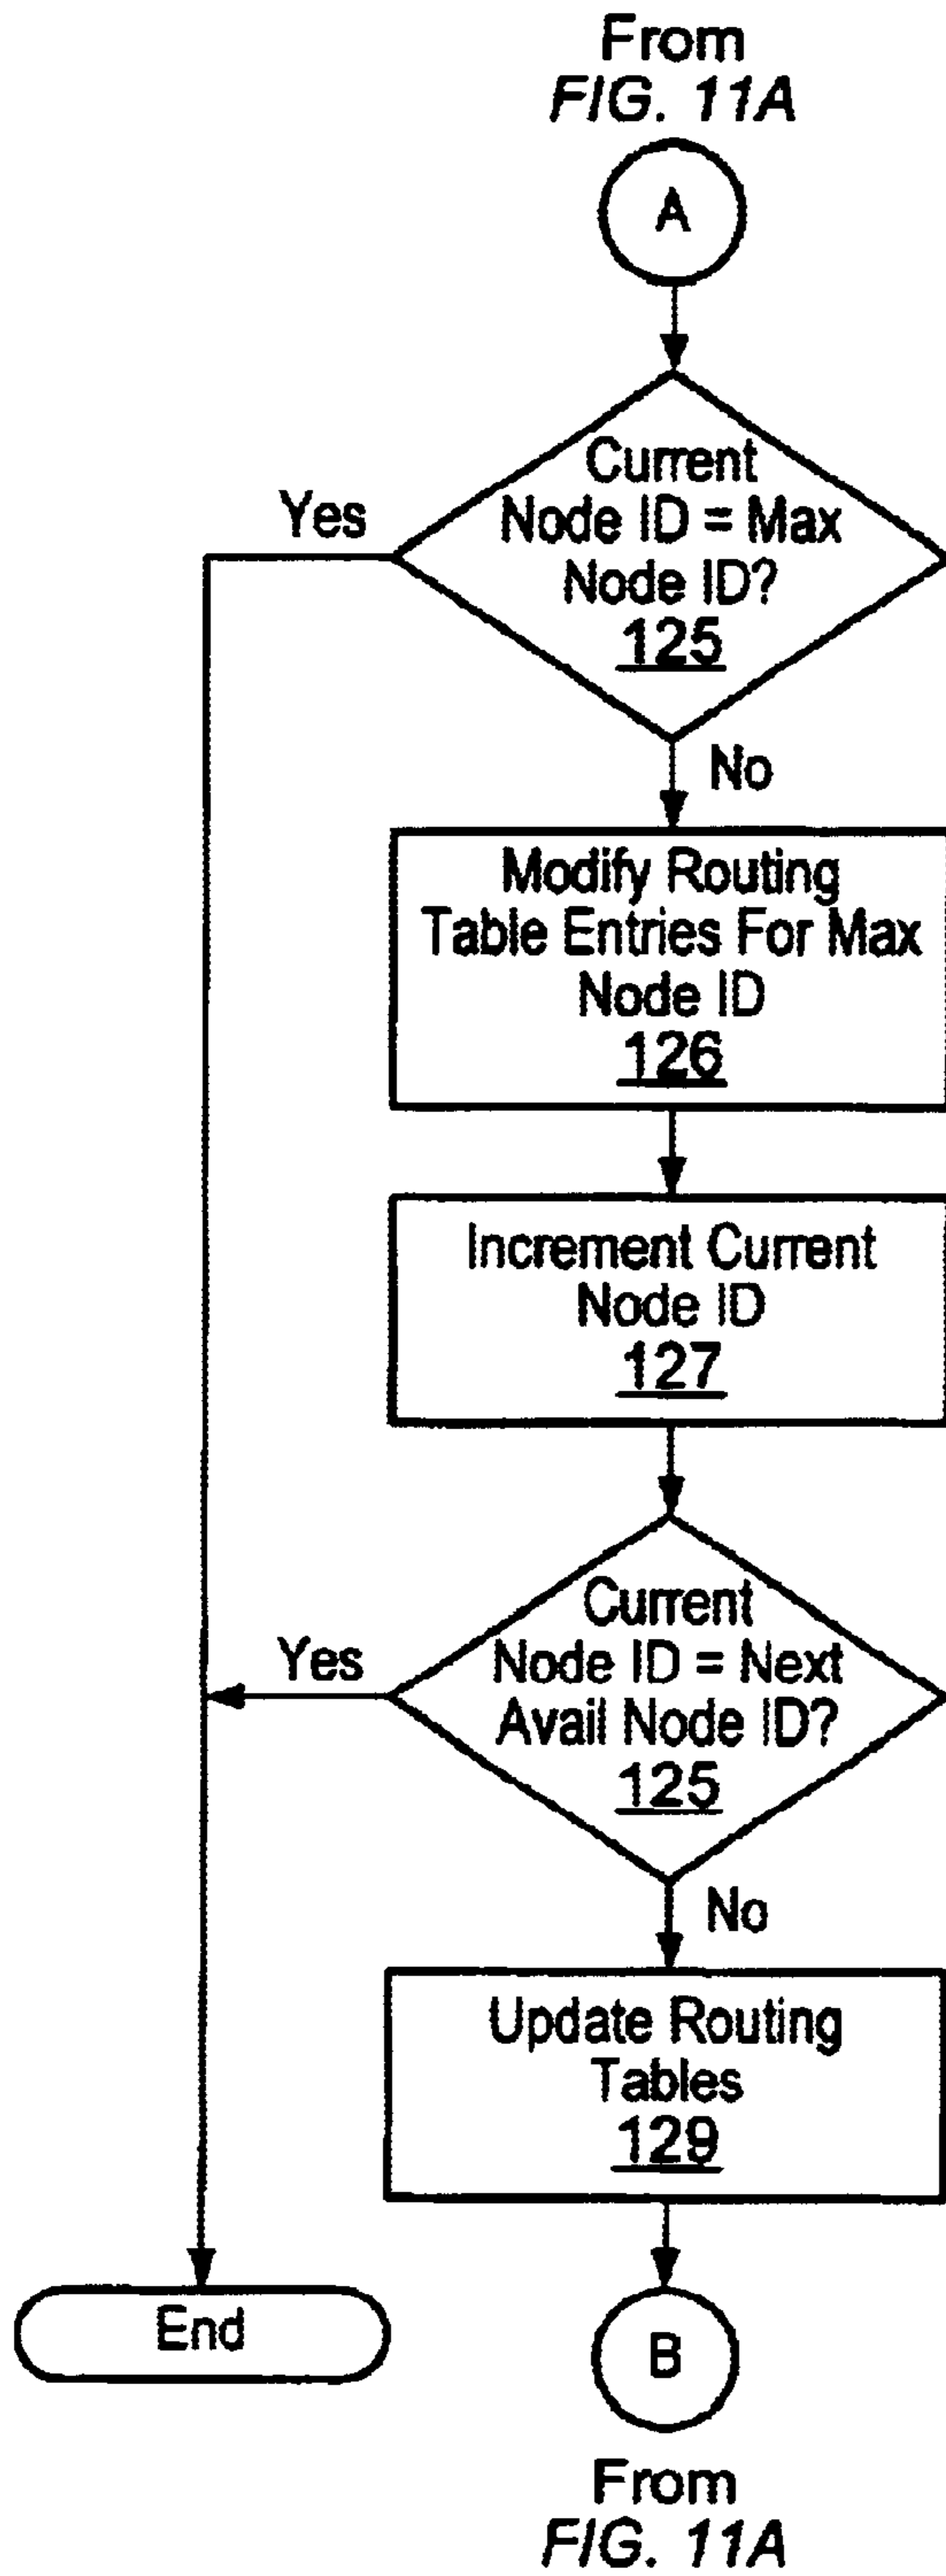 From
FIG. 11A
A
Current
Node ID = Max
Node ID?
125
Yes
No
Modify Routing
Table Entries For Max
Node ID
126
Increment Current
Node ID
127
Current
Node ID = Next
Avail Node ID?
125
Yes
No
Update Routing
Tables
129
End
B
From
FIG. 11A